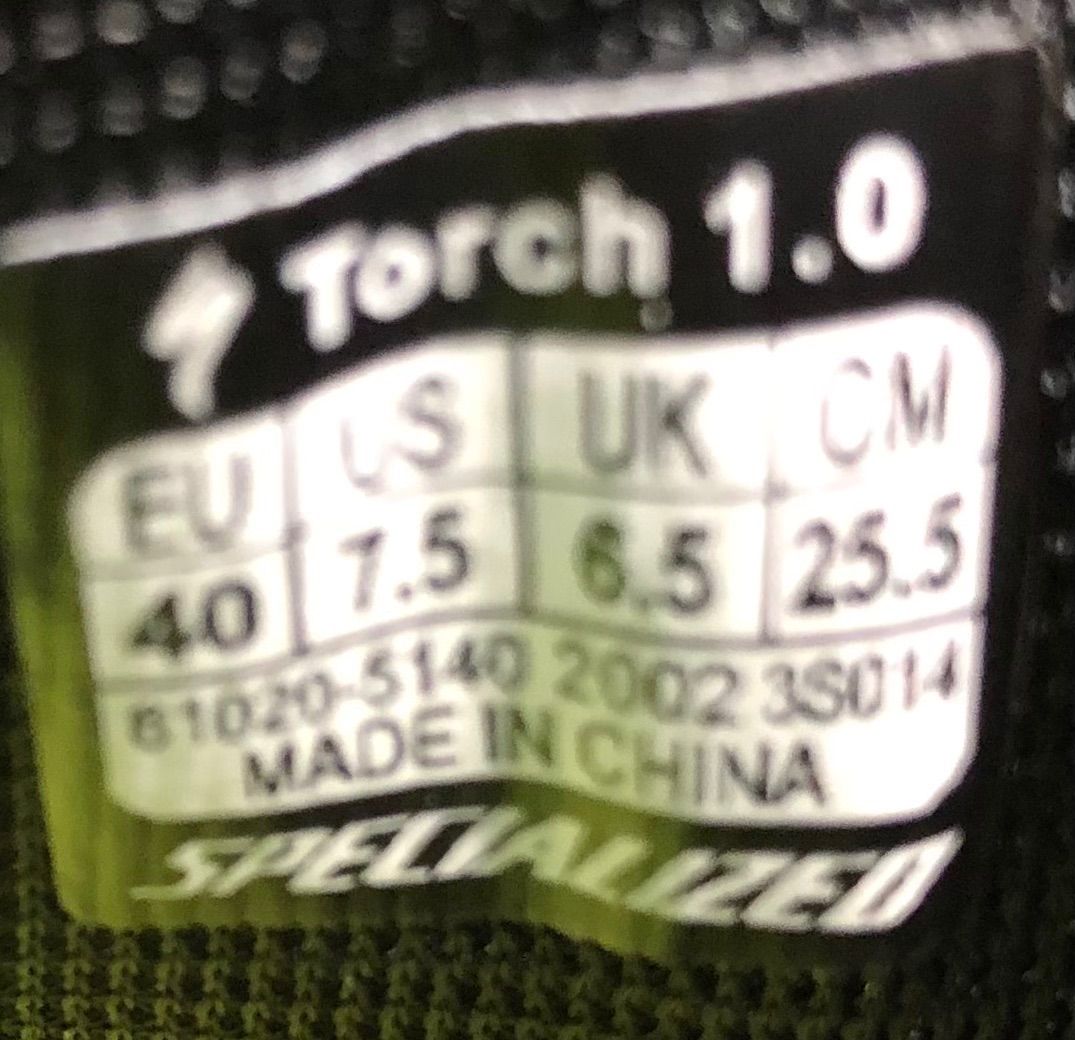 Torch 1.0
EU US UK CM
40 7.5 6.5 25.5
61020-5140 2002 3S014
MADE IN CHINA
SPECIALIZED